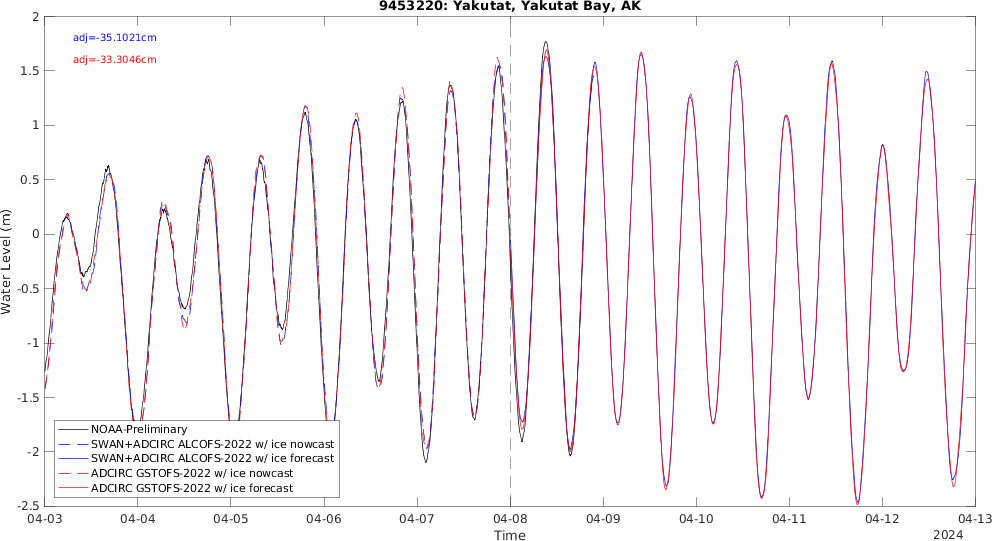 9453220: Yakutat, Yakutat Bay, AK
adj=-35.1021cm
adj=-33.3046cm
Water Level (m)
2
1.5
1
0.5
0
-0.5
-1
-1.5
-2
-2.5
NOAA-Preliminary
SWAN+ADCIRC ALCOFS-2022 w/ ice nowcast
SWAN+ADCIRC ALCOFS-2022 w/ ice forecast
ADCIRC GSTOFS-2022 w/ ice nowcast
ADCIRC GSTOFS-2022 w/ ice forecast
04-03 04-04 04-05 04-06 04-07 04-08 04-09 04-10 04-11 04-12 04-13
Time
2024